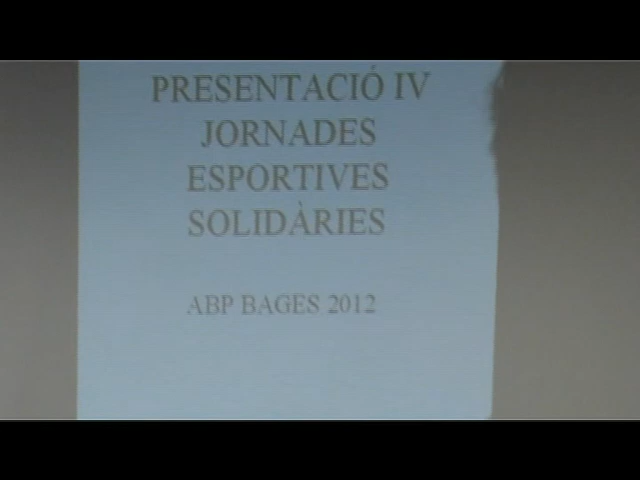 PRESENTACIÓ IV
JORNADES
ESPORTIVES
SOLIDÀRIES
ABP BAGES 2012